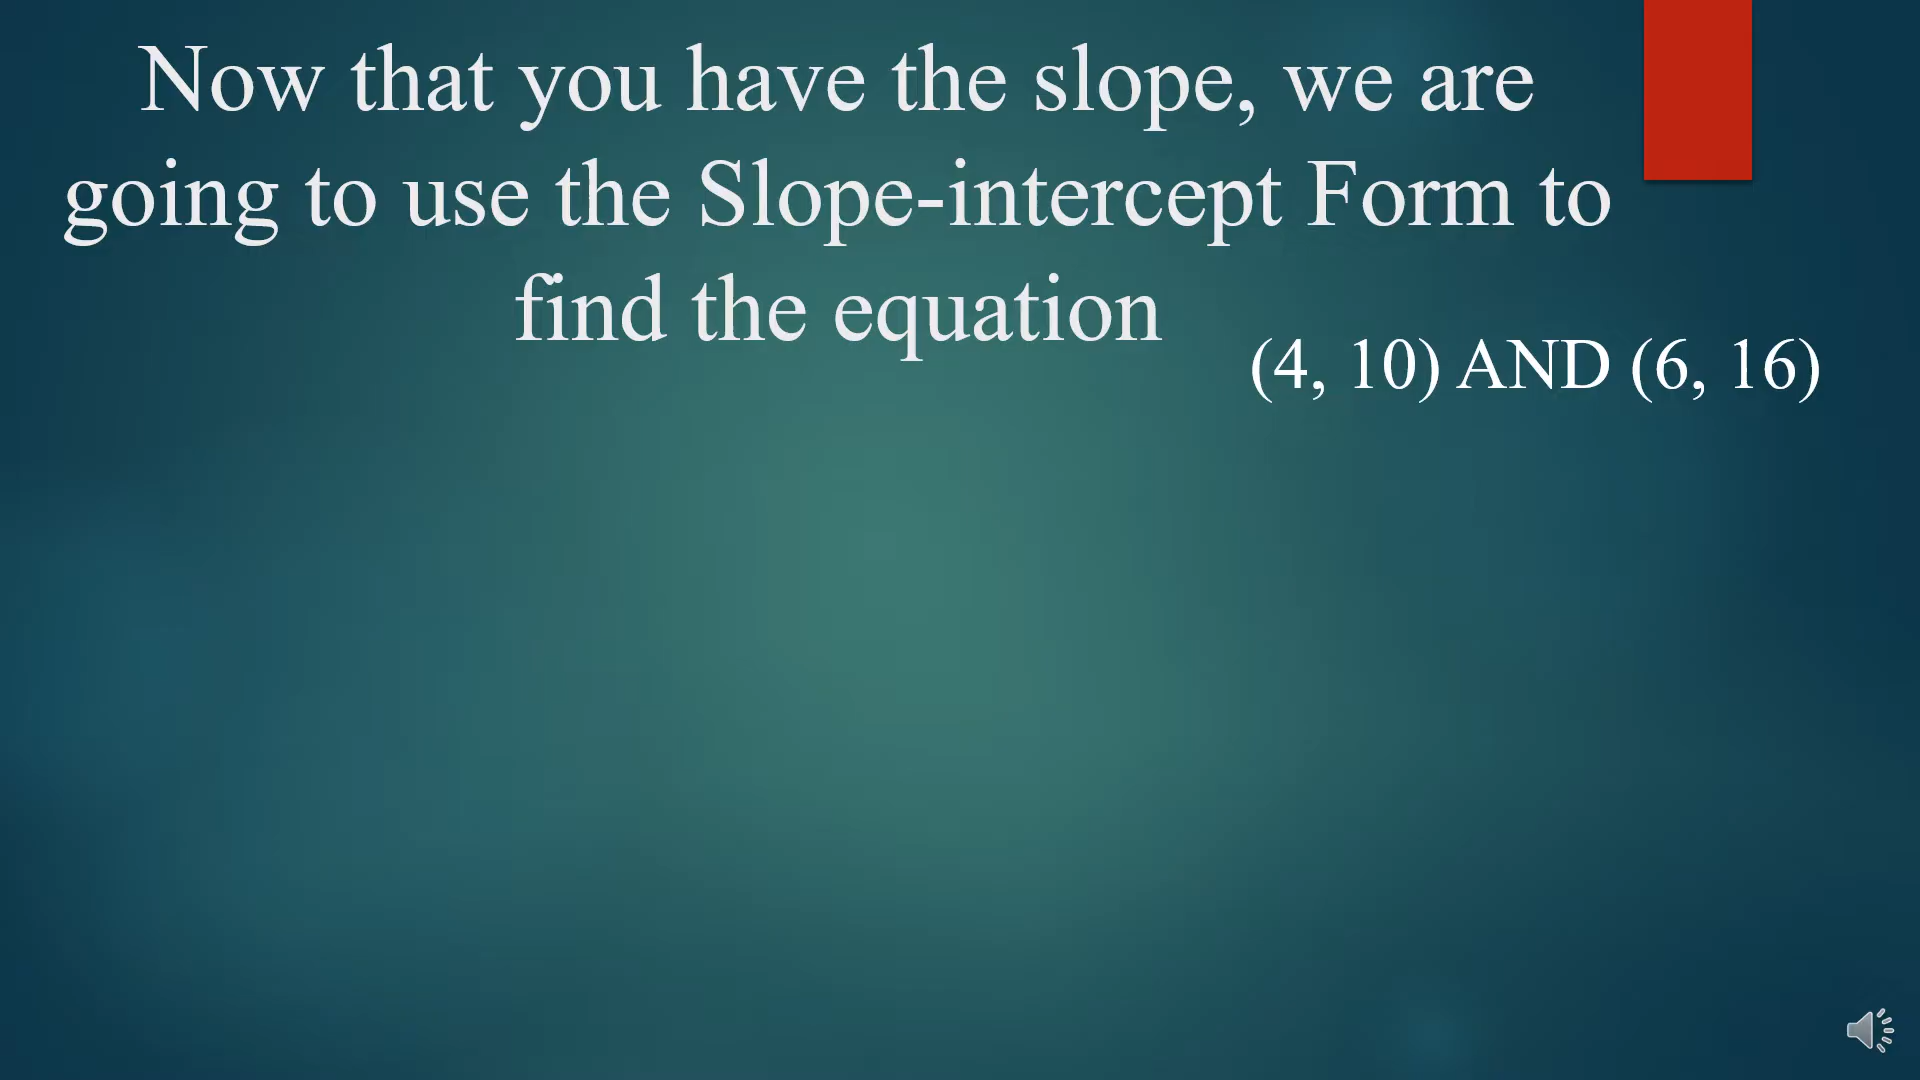 Now that you have the slope, we are
going to use the Slope-intercept Form to
find the equation
(4, 10) AND (6, 16)